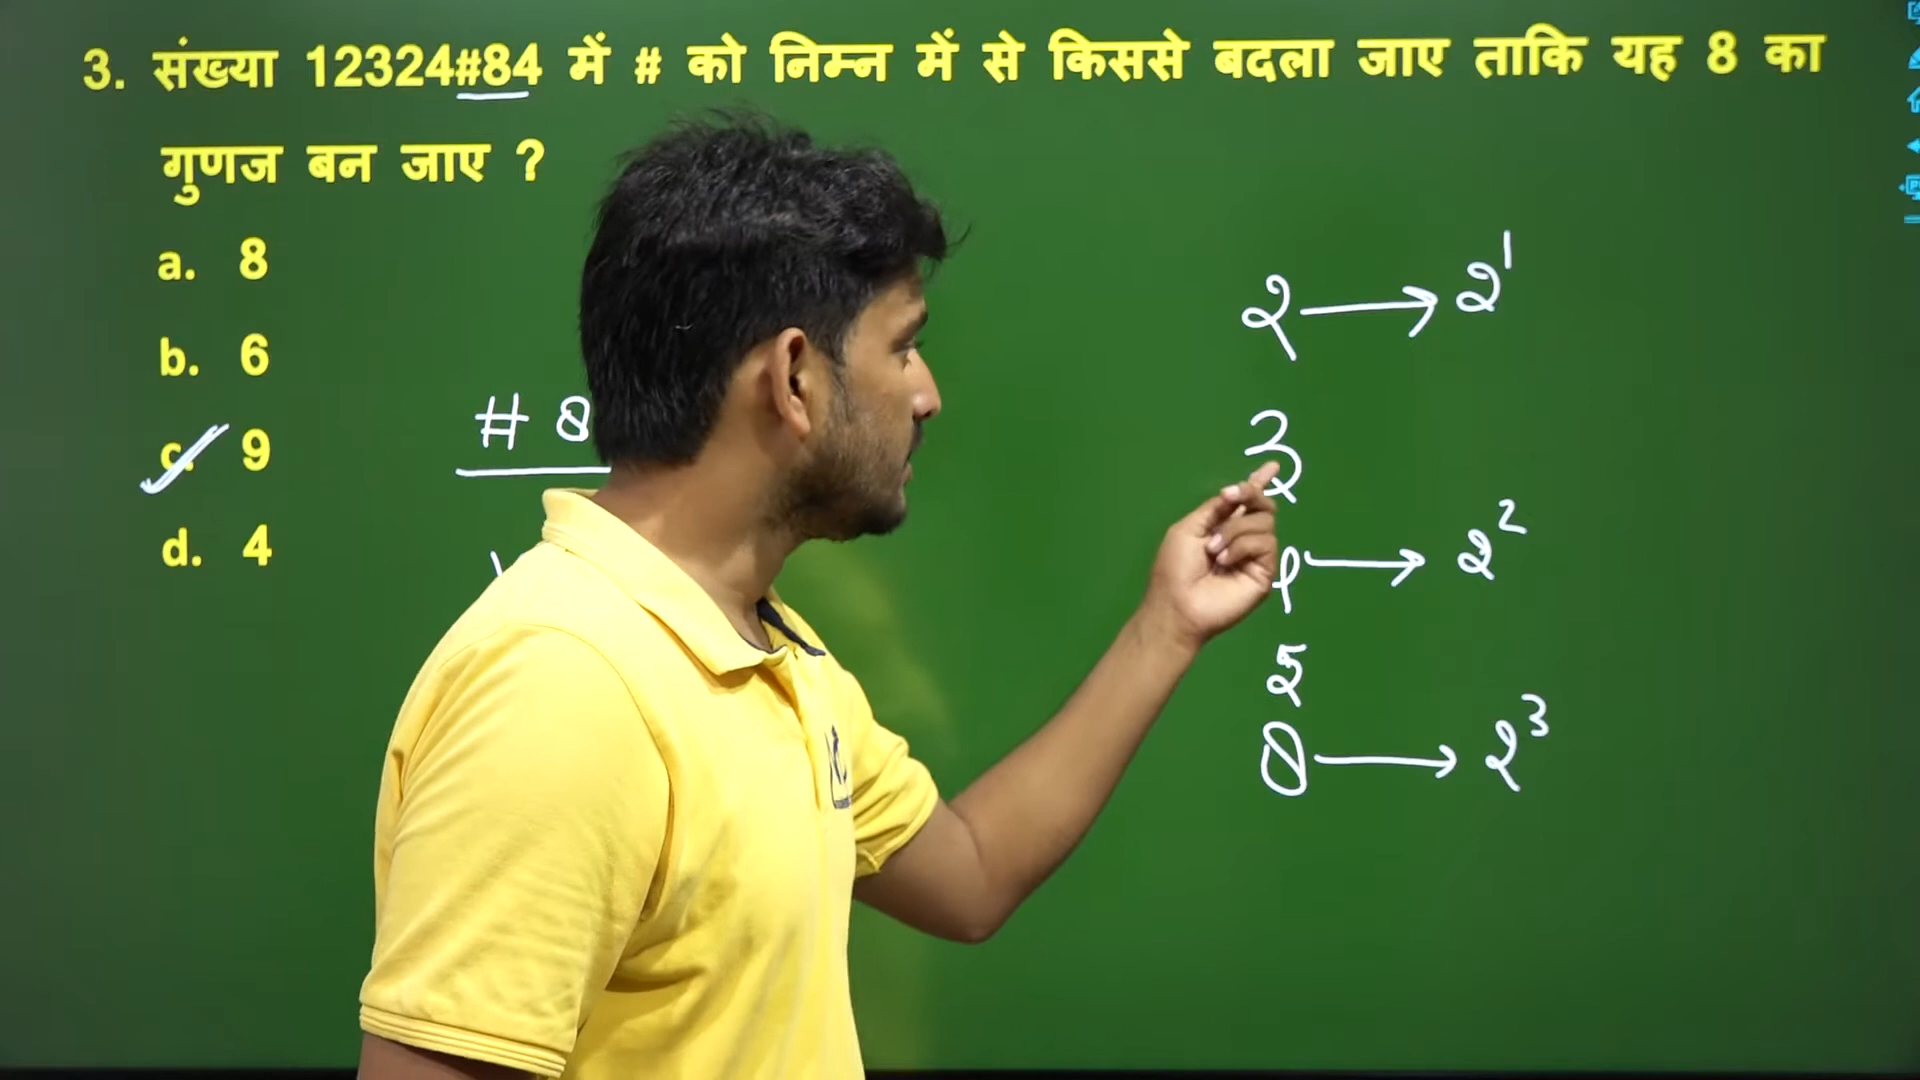 3. संख्या 12324#84 में # को निम्न में से किससे बदला जाए ताकि यह 8 का
गुणज बन जाए ?
a. 8
b. 6
c. 9
d. 4
# 8
2 → 2¹
3
4 → 2²
5
8 → 2³